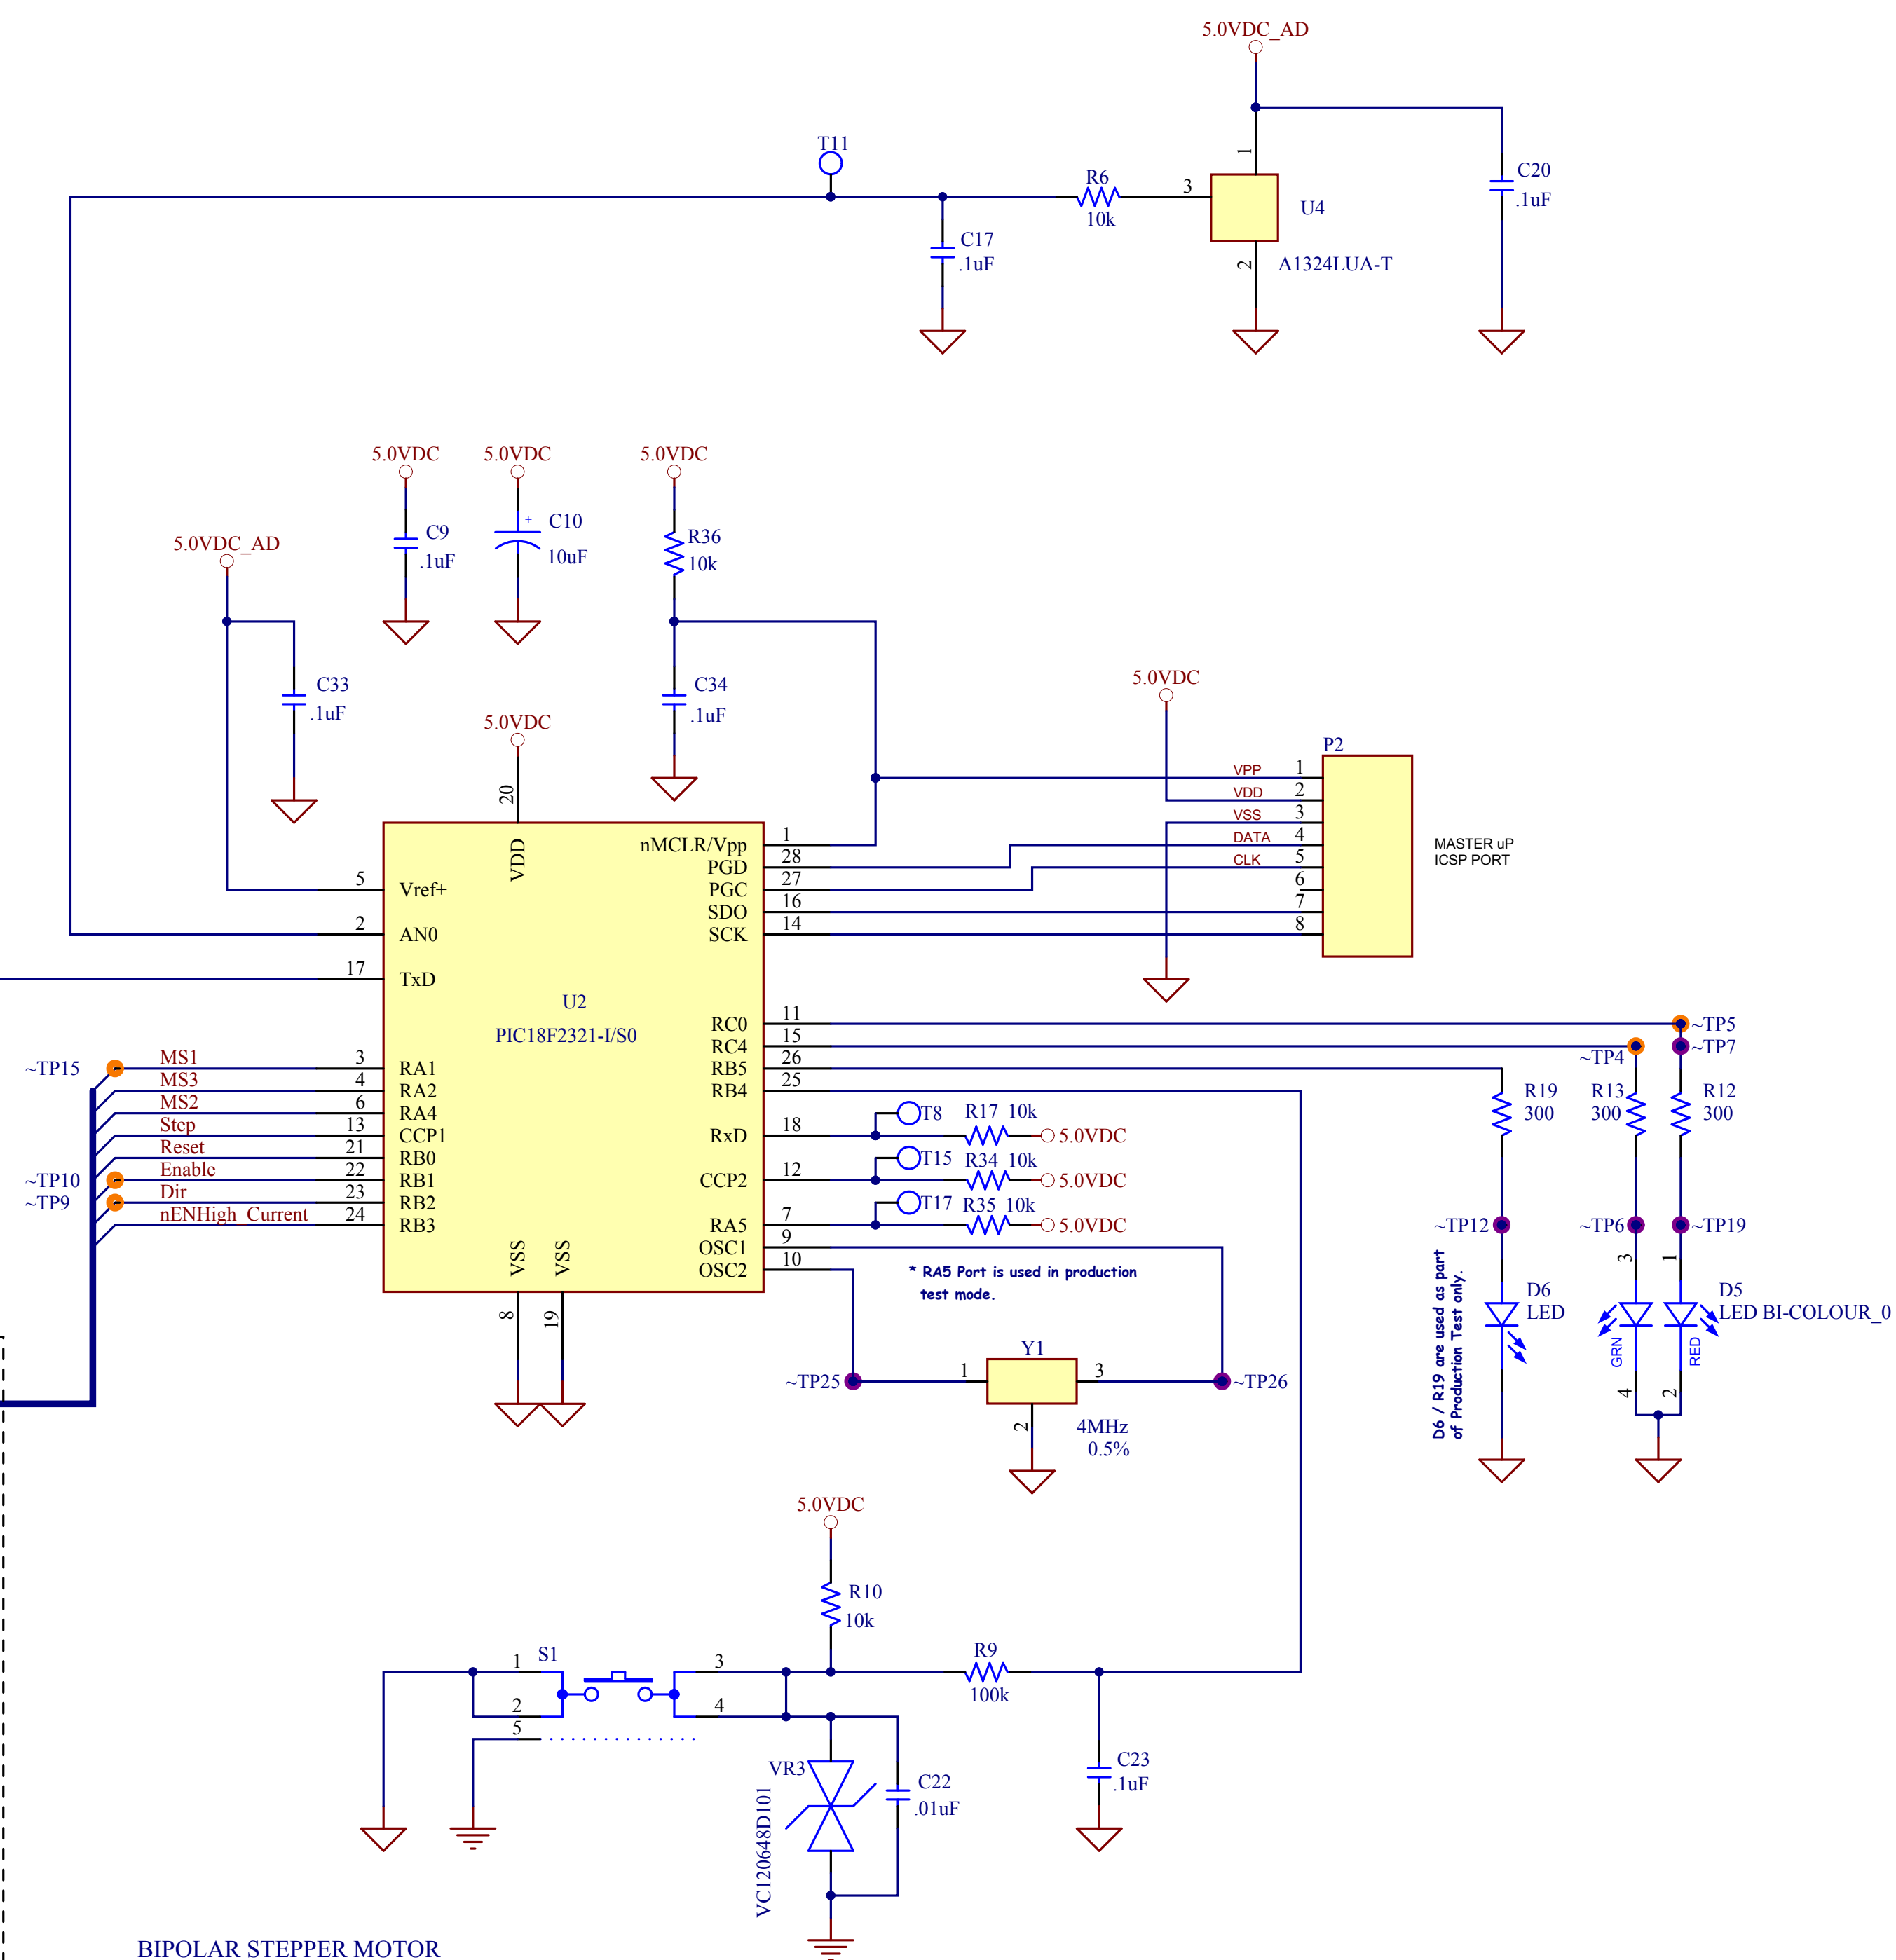 5.0VDC_AD
T11
R6
10k
3
1
2
U4
A1324LUA-T
C20
.1uF
C17
.1uF
5.0VDC
5.0VDC
5.0VDC
5.0VDC_AD
C9
.1uF
+
C10
10uF
R36
10k
C33
.1uF
C34
.1uF
5.0VDC
5.0VDC
20
VDD
P2
VPP 1
VDD 2
VSS 3
DATA 4
CLK 5
6
7
8
MASTER uP
ICSP PORT
nMCLR/Vpp 1
PGD 28
PGC 27
SDO 16
SCK 14
5 Vref+
2 AN0
17 TxD
U2
PIC18F2321-I/S0
RC0 11
RC4 15
RB5 26
RB4 25
RxD 18
CCP2 12
RA5 7
OSC1 9
OSC2 10
~TP15 MS1 3 RA1
MS3 4 RA2
MS2 6 RA4
Step 13 CCP1
Reset 21 RB0
~TP10 Enable 22 RB1
~TP9 Dir 23 RB2
nENHigh_Current 24 RB3
VSS VSS
8 19
T8 R17 10k 5.0VDC
T15 R34 10k 5.0VDC
T17 R35 10k 5.0VDC
* RA5 Port is used in production
test mode.
~TP5
~TP7
~TP4
R19
300
R13
300
R12
300
~TP12
~TP6
~TP19
3
1
D6
LED
D5
LED BI-COLOUR_0
GRN
RED
4
2
D6 / R19 are used as part
of Production Test only.
Y1
~TP25
1
3
~TP26
2
4MHz
0.5%
5.0VDC
R10
10k
S1
1
2
5
3
4
R9
100k
VR3
VC120648D101
C22
.01uF
C23
.1uF
BIPOLAR STEPPER MOTOR